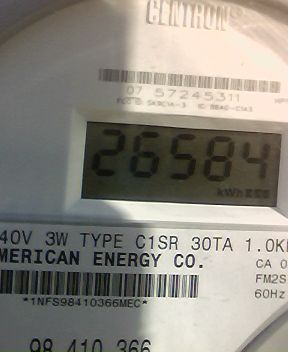 CENTRON®
07 57245311
26584
kWh
40V 3W TYPE C1SR 30TA 1.0K
MERICAN ENERGY CO.
CA 0
FM2S
*1NFS98410366MEC*
60Hz
98 410 366